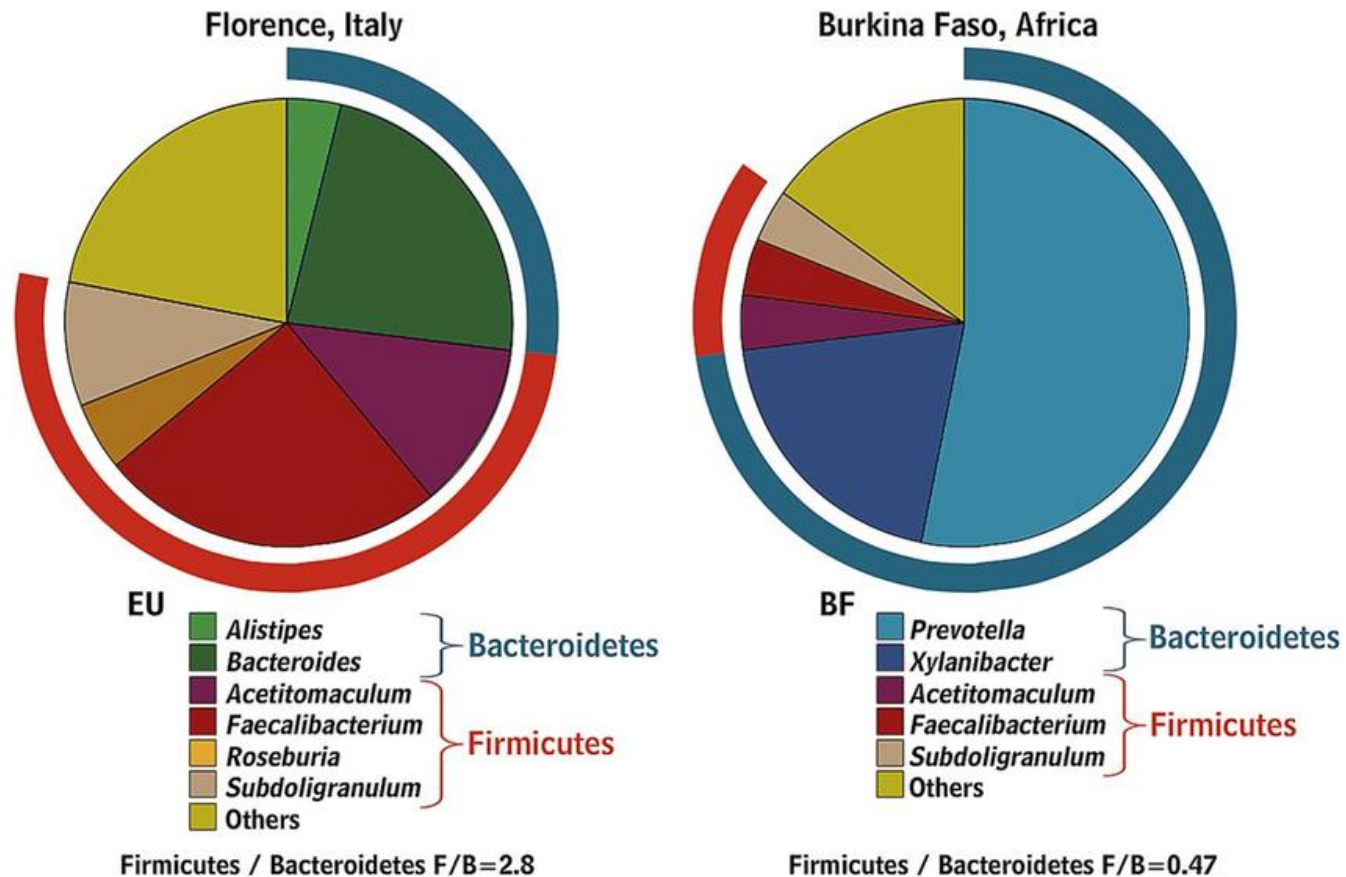 Florence, Italy
EU
Alistipes
Bacteroides
Bacteroidetes
Acetitomaculum
Faecalibacterium
Roseburia
Subdoligranulum
Firmicutes
Others
Firmicutes / Bacteroidetes F/B=2.8
Burkina Faso, Africa
BF
Prevotella
Xylanibacter
Bacteroidetes
Acetitomaculum
Faecalibacterium
Subdoligranulum
Firmicutes
Others
Firmicutes / Bacteroidetes F/B=0.47